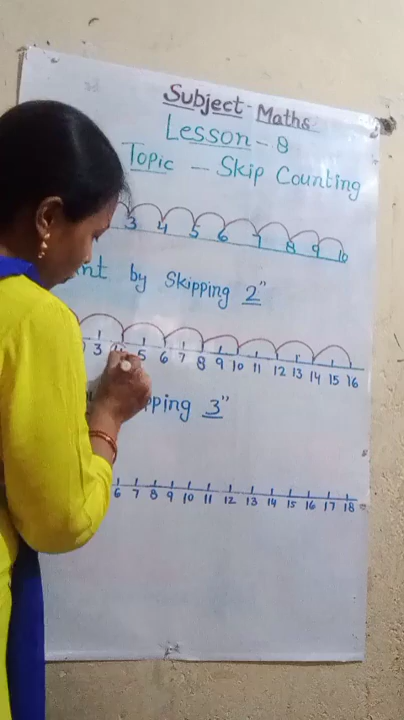 Subject - Maths
Lesson - 8
Topic -- Skip Counting
3 4 5 6 7 8 9 10
by Skipping 2"
3 5 6 7 8 9 10 11 12 13 14 15 16
3"
6 7 8 9 10 11 12 13 14 15 16 17 18